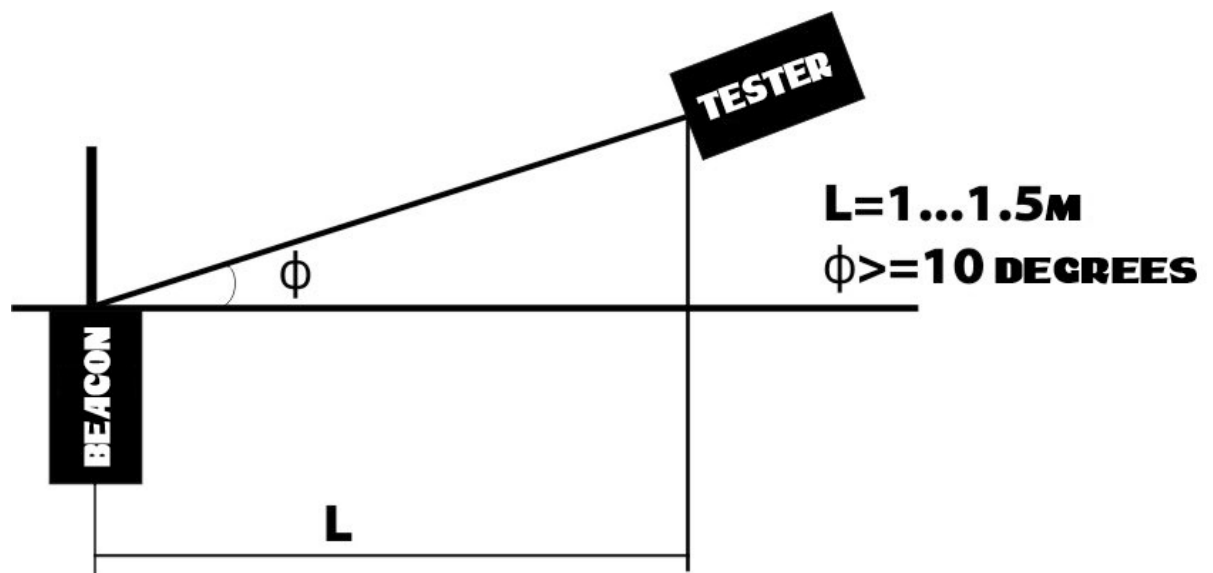 TESTER
L=1...1.5M
ϕ>=10 DEGREES
ϕ
BEACON
L